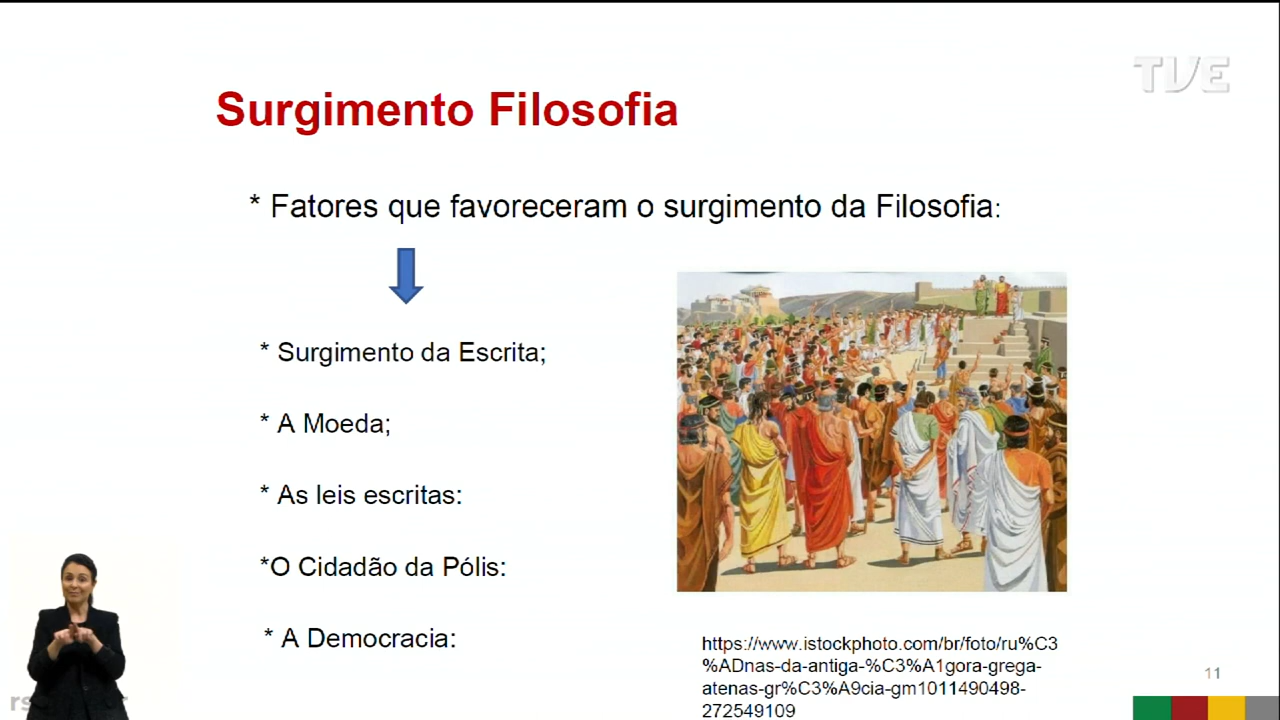 TVE
Surgimento Filosofia
* Fatores que favoreceram o surgimento da Filosofia:
* Surgimento da Escrita;
* A Moeda;
* As leis escritas:
*O Cidadão da Pólis:
* A Democracia:
https://www.istockphoto.com/br/foto/ru%C3
%ADnas-da-antiga-%C3%A1gora-grega-
atenas-gr%C3%A9cia-gm1011490498-
272549109
11